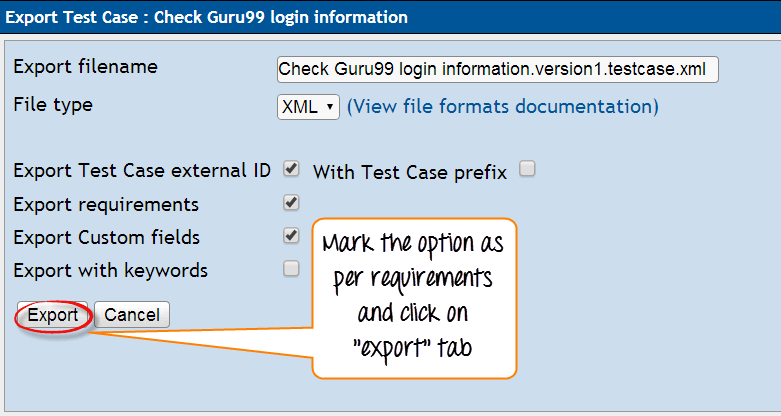 Export Test Case : Check Guru99 login information
Export filename Check Guru99 login information.version1.testcase.xml
File type XML (View file formats documentation)
Export Test Case external ID With Test Case prefix
Export requirements
Export Custom fields
Export with keywords
Export Cancel
Mark the option as
per requirements
and click on
"export" tab